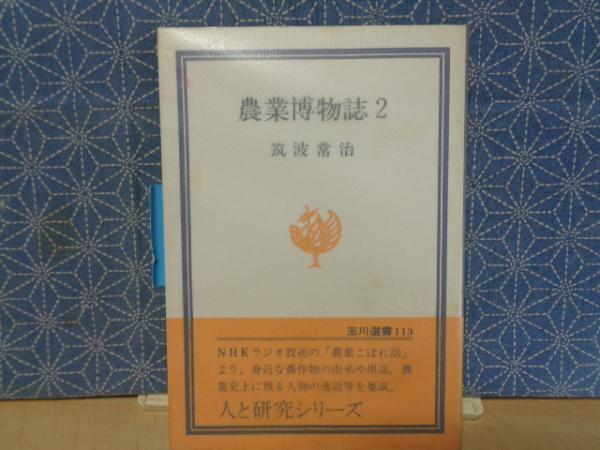 農業博物誌2
筑波常治
玉川選書113
NHKラジオ放送の「農業こぼれ話」
より，身近な農作物の由来や用途，農
業史上に残る人物の逸話等を集成。
人と研究シリーズ